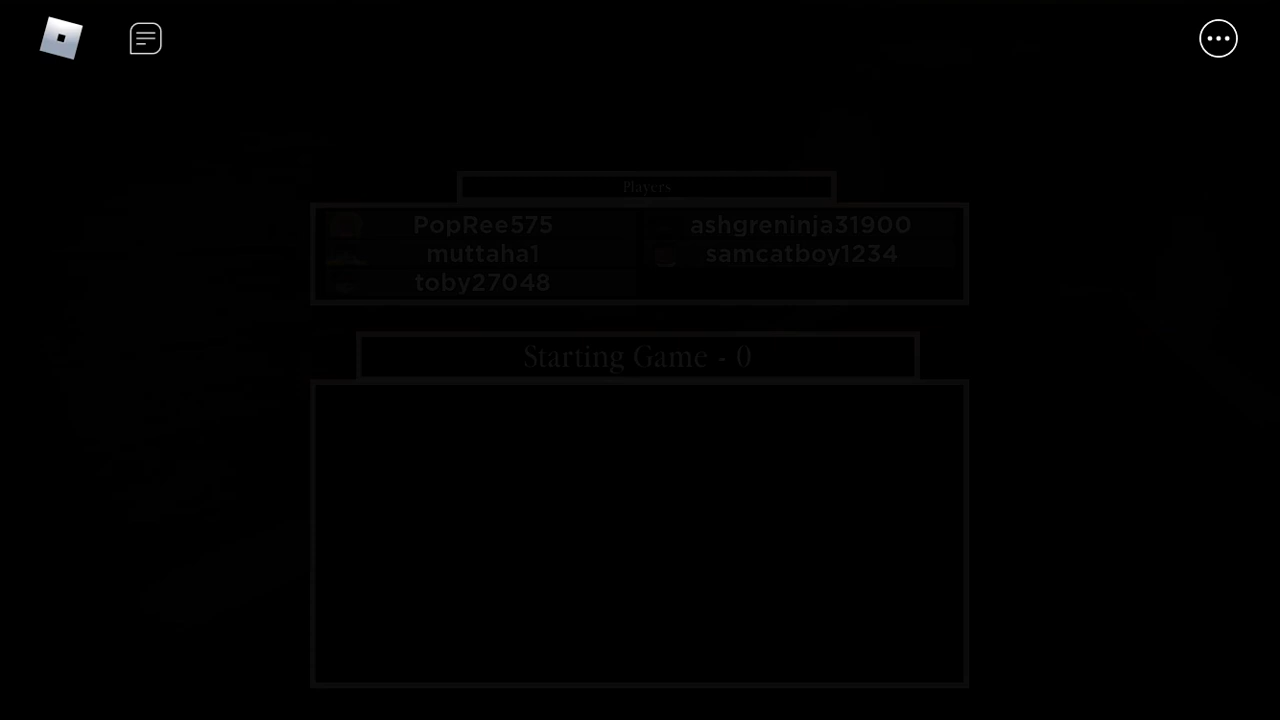 Players
PopRee575
ashgreninja31900
muttaha1
samcatboy1234
toby27048
Starting Game - 0